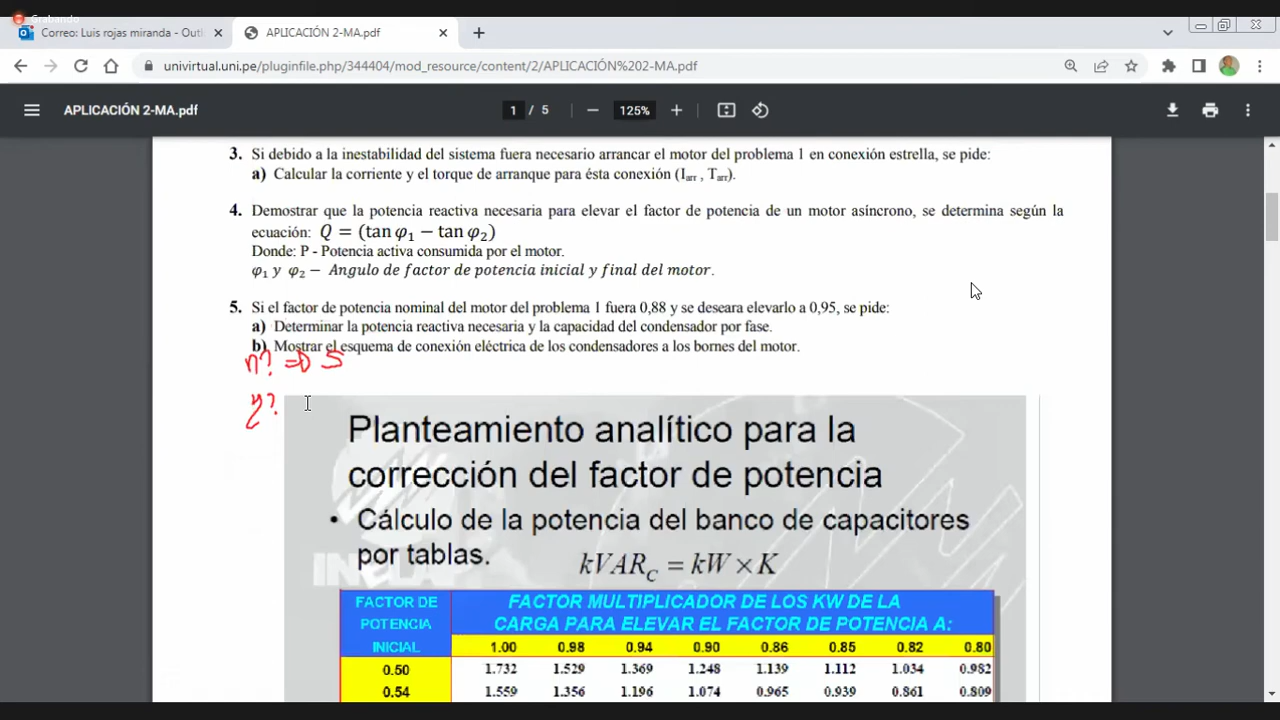 Grabando
Correo: Luis rojas miranda - Outl
APLICACIÓN 2-MA.pdf
univirtual.uni.pe/pluginfile.php/344404/mod_resource/content/2/APLICACIÓN%202-MA.pdf
APLICACIÓN 2-MA.pdf
1 / 5
125%
3. Si debido a la inestabilidad del sistema fuera necesario arrancar el motor del problema 1 en conexión estrella, se pide:
a) Calcular la corriente y el torque de arranque para ésta conexión (Iarr , Tarr).
4. Demostrar que la potencia reactiva necesaria para elevar el factor de potencia de un motor asíncrono, se determina según la
ecuación: Q = (tan φ₁ − tan φ₂)
Donde: P - Potencia activa consumida por el motor.
φ₁ y φ₂ − Angulo de factor de potencia inicial y final del motor.
5. Si el factor de potencia nominal del motor del problema 1 fuera 0,88 y se deseara elevarlo a 0,95, se pide:
a) Determinar la potencia reactiva necesaria y la capacidad del condensador por fase.
b) Mostrar el esquema de conexión eléctrica de los condensadores a los bornes del motor.
n? => S
Planteamiento analítico para la
corrección del factor de potencia
• Cálculo de la potencia del banco de capacitores
por tablas. kVARC = kW × K
FACTOR DE
POTENCIA
INICIAL
FACTOR MULTIPLICADOR DE LOS KW DE LA
CARGA PARA ELEVAR EL FACTOR DE POTENCIA A:
1.00 0.98 0.94 0.90 0.86 0.85 0.82 0.80
0.50 1.732 1.529 1.369 1.248 1.139 1.112 1.034 0.982
0.54 1.559 1.356 1.196 1.074 0.965 0.939 0.861 0.809